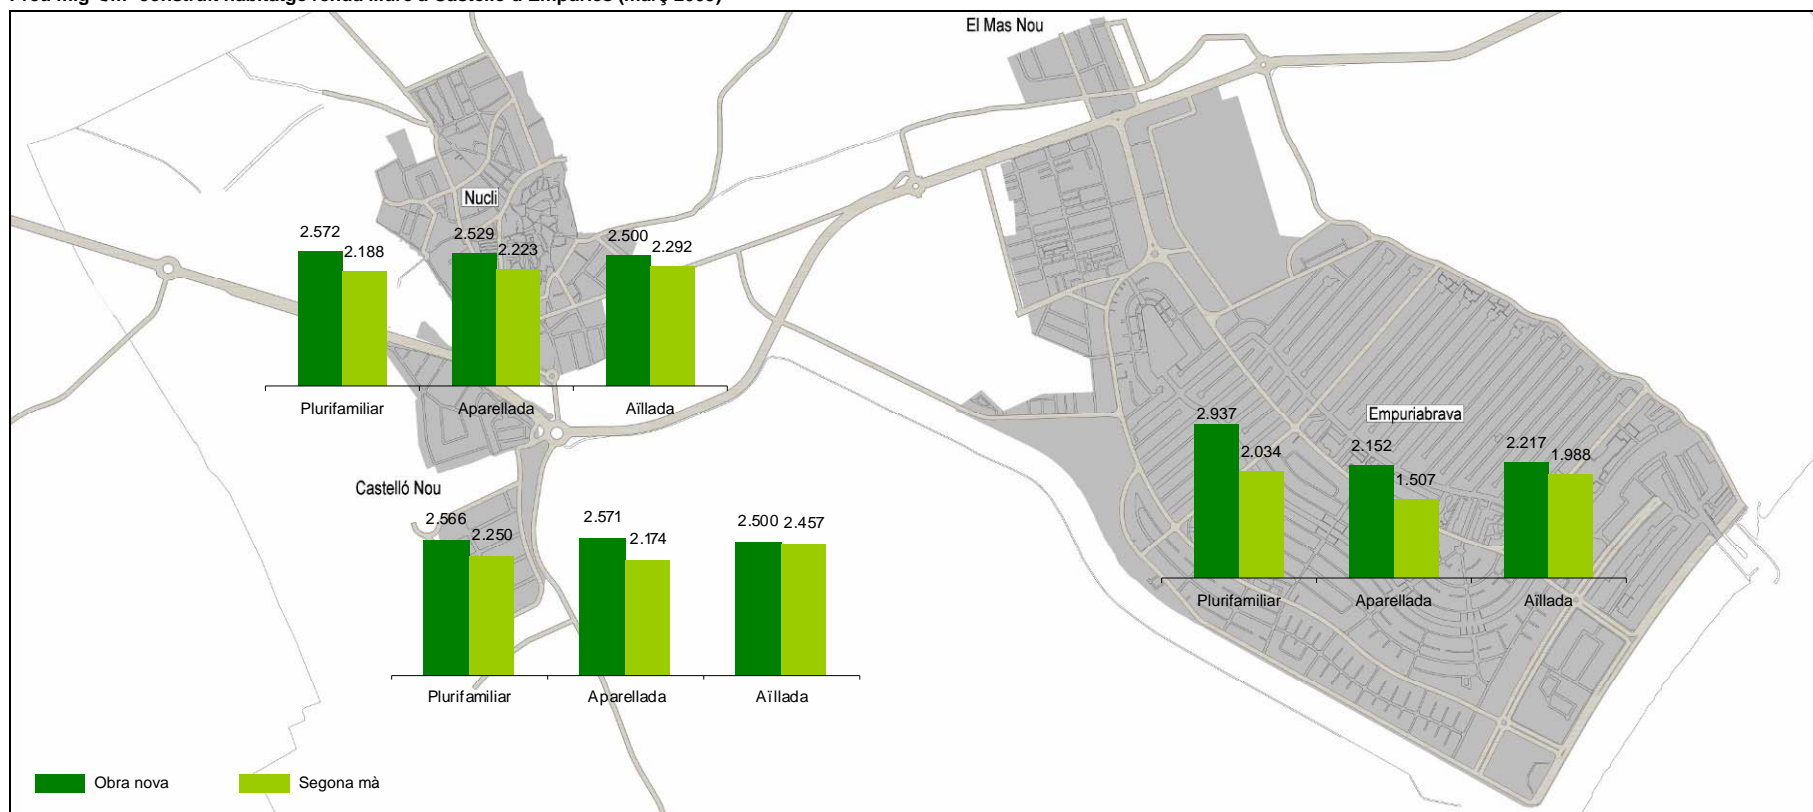 El Mas Nou
Nucli
2.572
2.188
2.529
2.223
2.500
2.292
Plurifamiliar
Aparellada
Aïllada
Empuriabrava
2.937
2.034
2.152
1.507
2.217
1.988
Plurifamiliar
Aparellada
Aïllada
Castelló Nou
2.566
2.250
2.571
2.174
2.500
2.457
Plurifamiliar
Aparellada
Aïllada
Obra nova
Segona mà